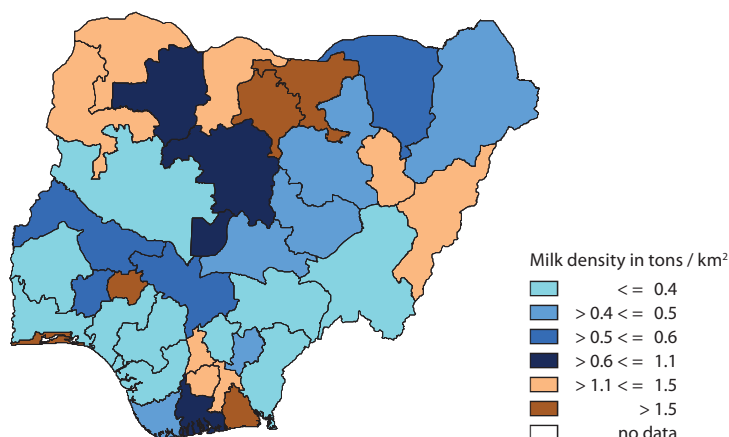 Milk density in tons / km²
<= 0.4
> 0.4 <= 0.5
> 0.5 <= 0.6
> 0.6 <= 1.1
> 1.1 <= 1.5
> 1.5
no data